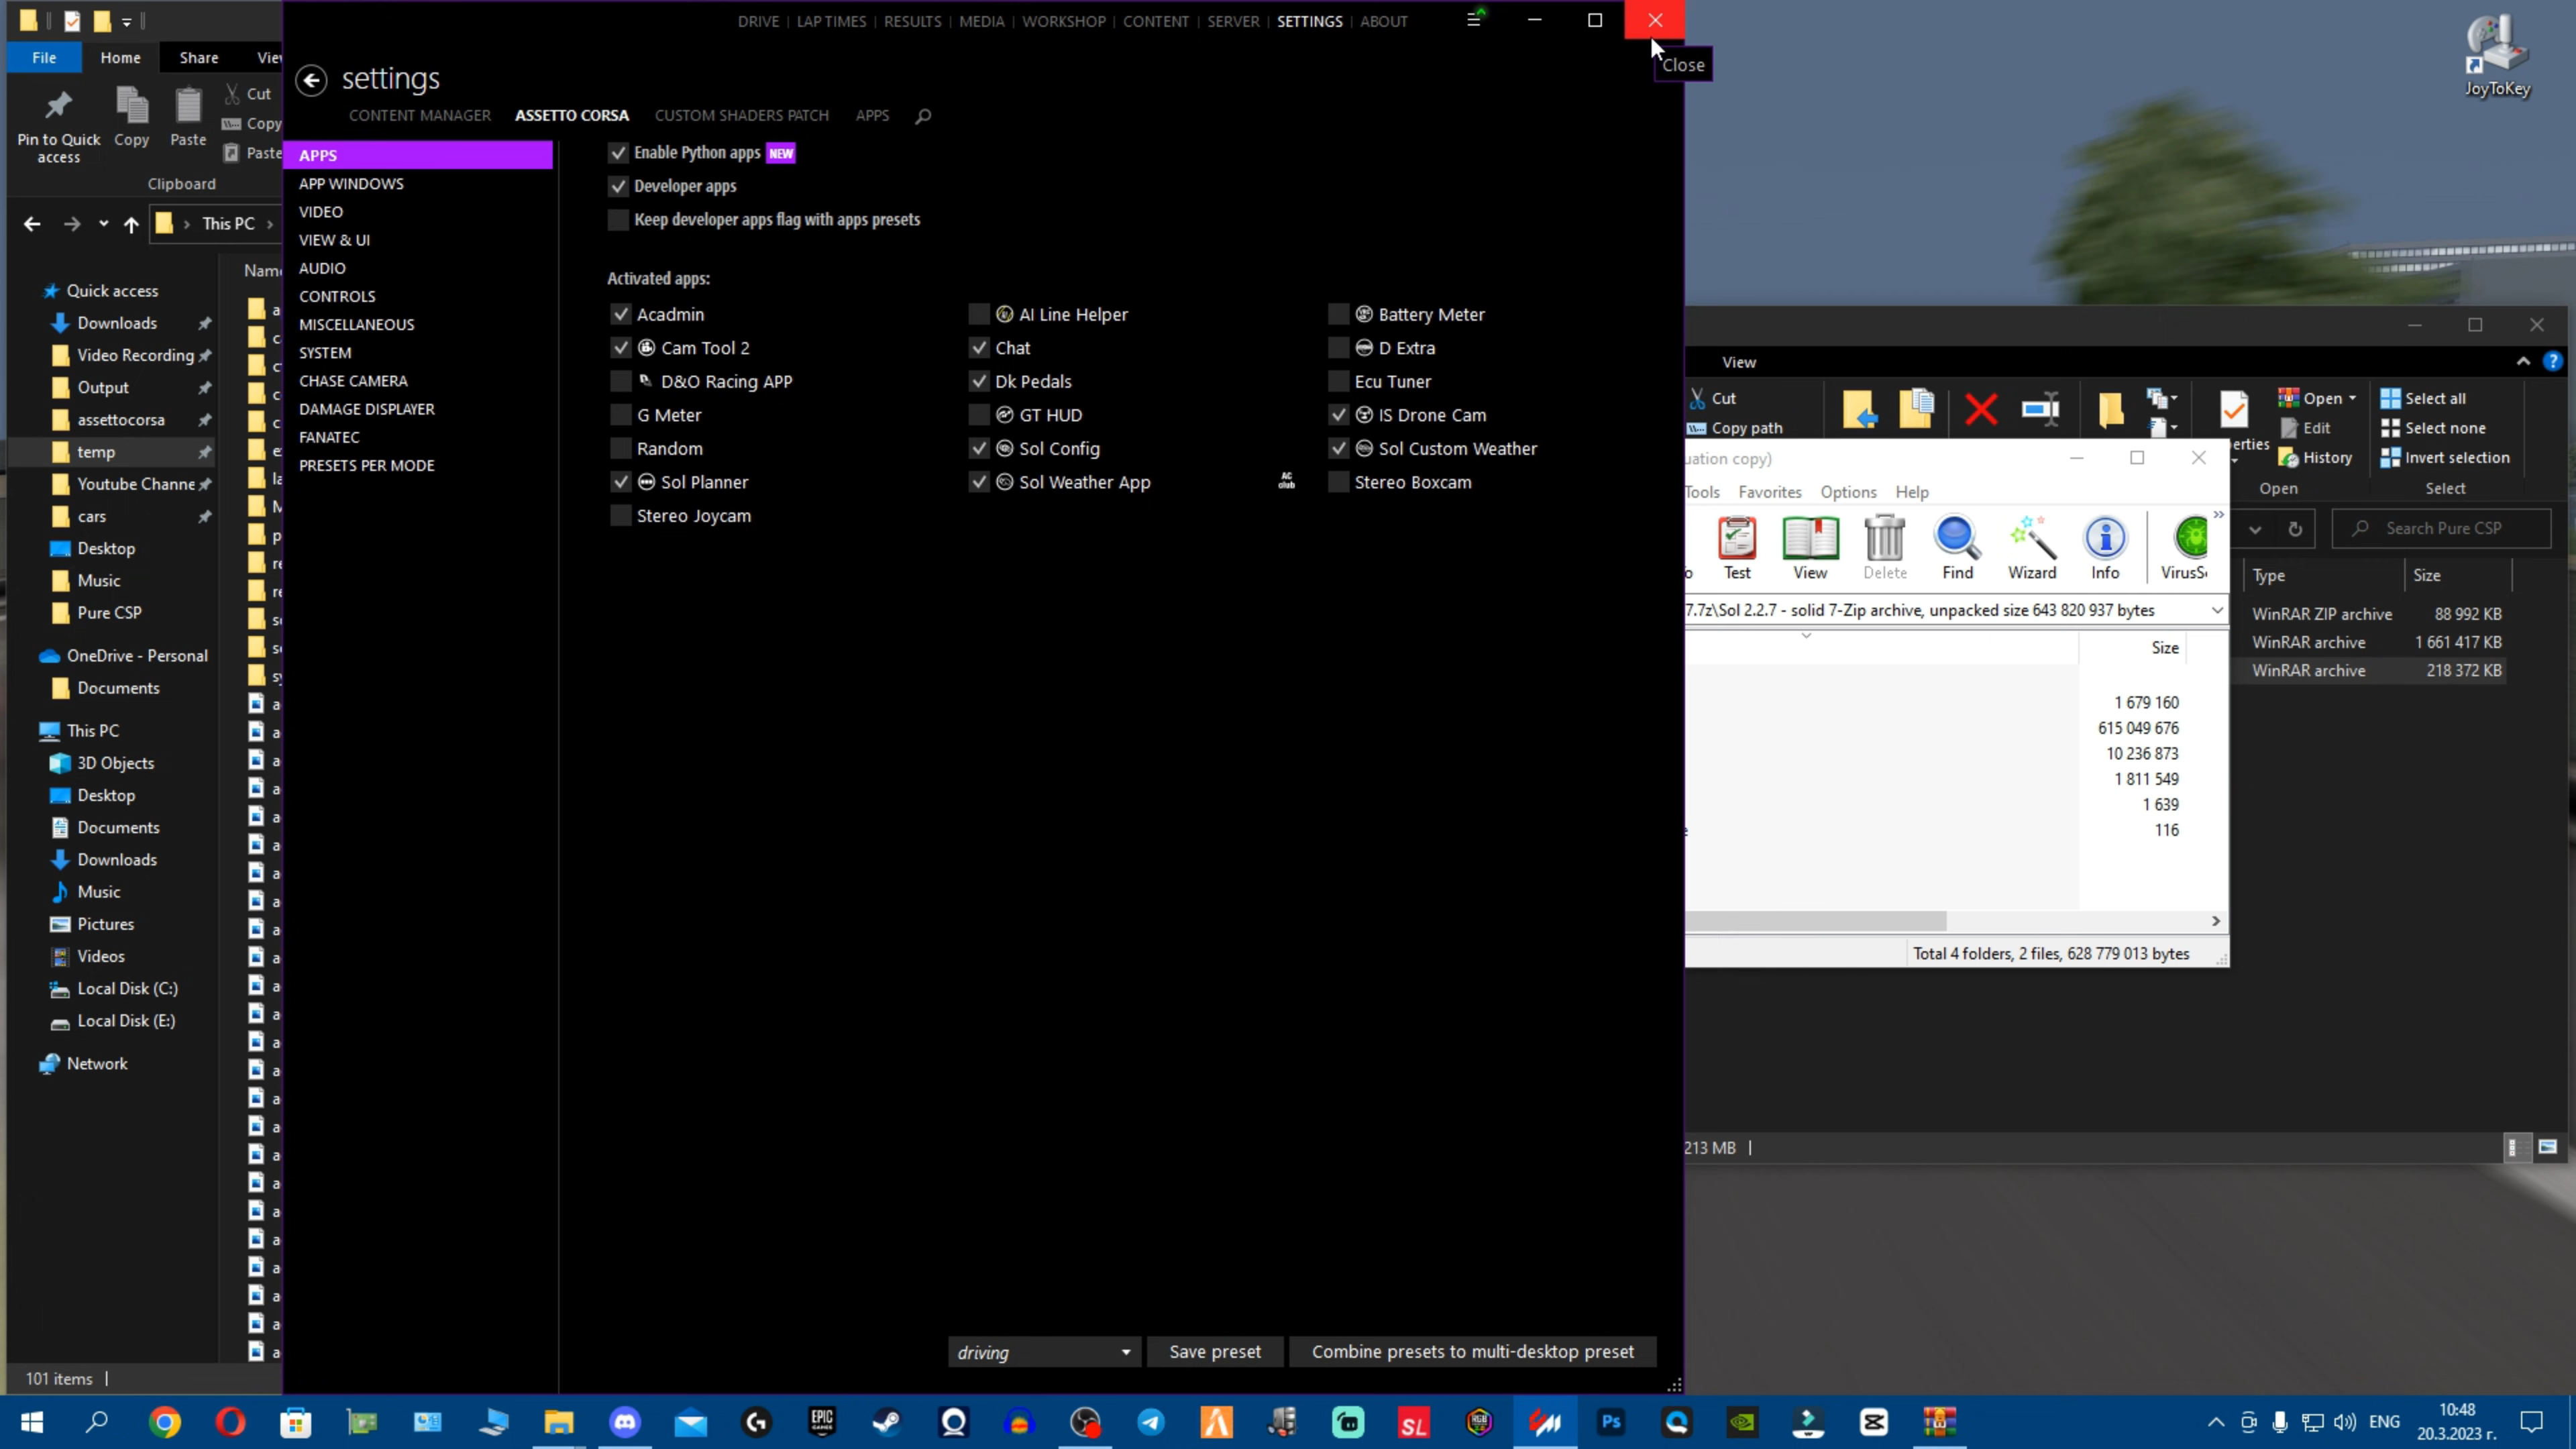 DRIVE | LAP TIMES | RESULTS | MEDIA | WORKSHOP | CONTENT | SERVER | SETTINGS | ABOUT
Close
JoyToKey
File Home Share
Pin to Quick access
Copy
Paste
Cut
Copy
Paste
Clipboard
This PC
settings
CONTENT MANAGER ASSETTO CORSA CUSTOM SHADERS PATCH APPS
APPS
APP WINDOWS
VIDEO
VIEW & UI
AUDIO
CONTROLS
MISCELLANEOUS
SYSTEM
CHASE CAMERA
DAMAGE DISPLAYER
FANATEC
PRESETS PER MODE
Enable Python apps NEW
Developer apps
Keep developer apps flag with apps presets
Activated apps:
Acadmin AI Line Helper Battery Meter
Cam Tool 2 Chat D Extra
D&O Racing APP Dk Pedals Ecu Tuner
G Meter GT HUD IS Drone Cam
Random Sol Config Sol Custom Weather
Sol Planner Sol Weather App AC club Stereo Boxcam
Stereo Joycam
driving Save preset Combine presets to multi-desktop preset
Quick access
Downloads
Video Recording
Output
assettocorsa
temp
Youtube Channe
cars
Desktop
Music
Pure CSP
OneDrive - Personal
Documents
This PC
3D Objects
Desktop
Documents
Downloads
Music
Pictures
Videos
Local Disk (C:)
Local Disk (E:)
Network
101 items
View
Cut
Copy path
Open
Edit
History
Open
Select all
Select none
Invert selection
Select
Search Pure CSP
Type Size
WinRAR ZIP archive 88 992 KB
WinRAR archive 1 661 417 KB
WinRAR archive 218 372 KB
213 MB
uation copy)
Tools Favorites Options Help
Test View Delete Find Wizard Info
7.7z\Sol 2.2.7 - solid 7-Zip archive, unpacked size 643 820 937 bytes
Size
1 679 160
615 049 676
10 236 873
1 811 549
1 639
116
Total 4 folders, 2 files, 628 779 013 bytes
EPIC GAMES
SL
Ps
ENG
10:48
20.3.2023 г.